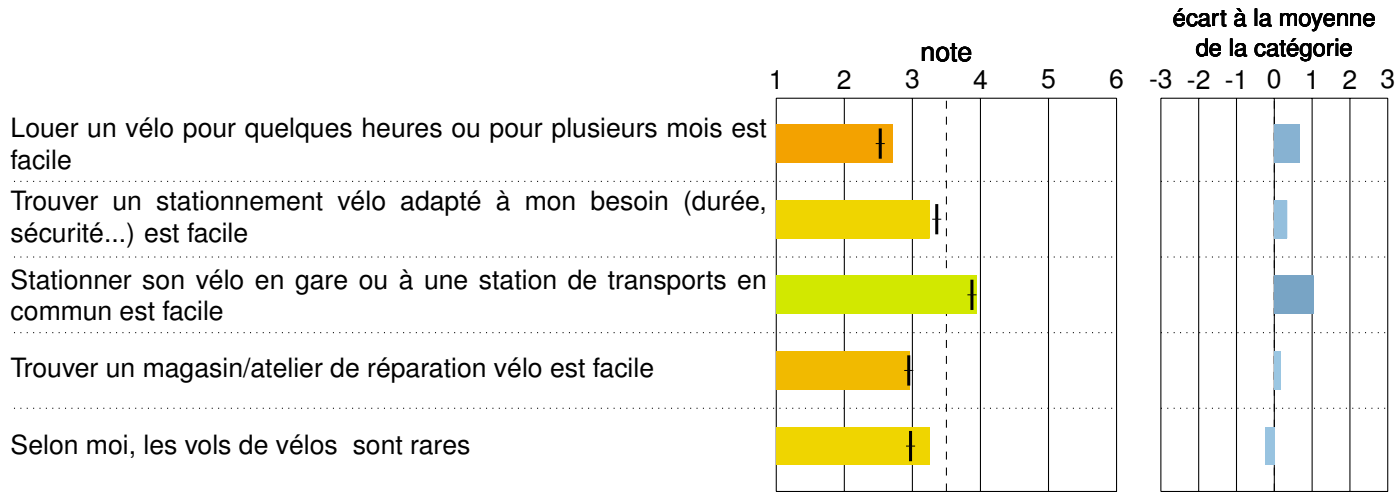 écart à la moyenne
de la catégorie
note
1 2 3 4 5 6 -3 -2 -1 0 1 2 3
Louer un vélo pour quelques heures ou pour plusieurs mois est
facile
Trouver un stationnement vélo adapté à mon besoin (durée,
sécurité...) est facile
Stationner son vélo en gare ou à une station de transports en
commun est facile
Trouver un magasin/atelier de réparation vélo est facile
Selon moi, les vols de vélos sont rares